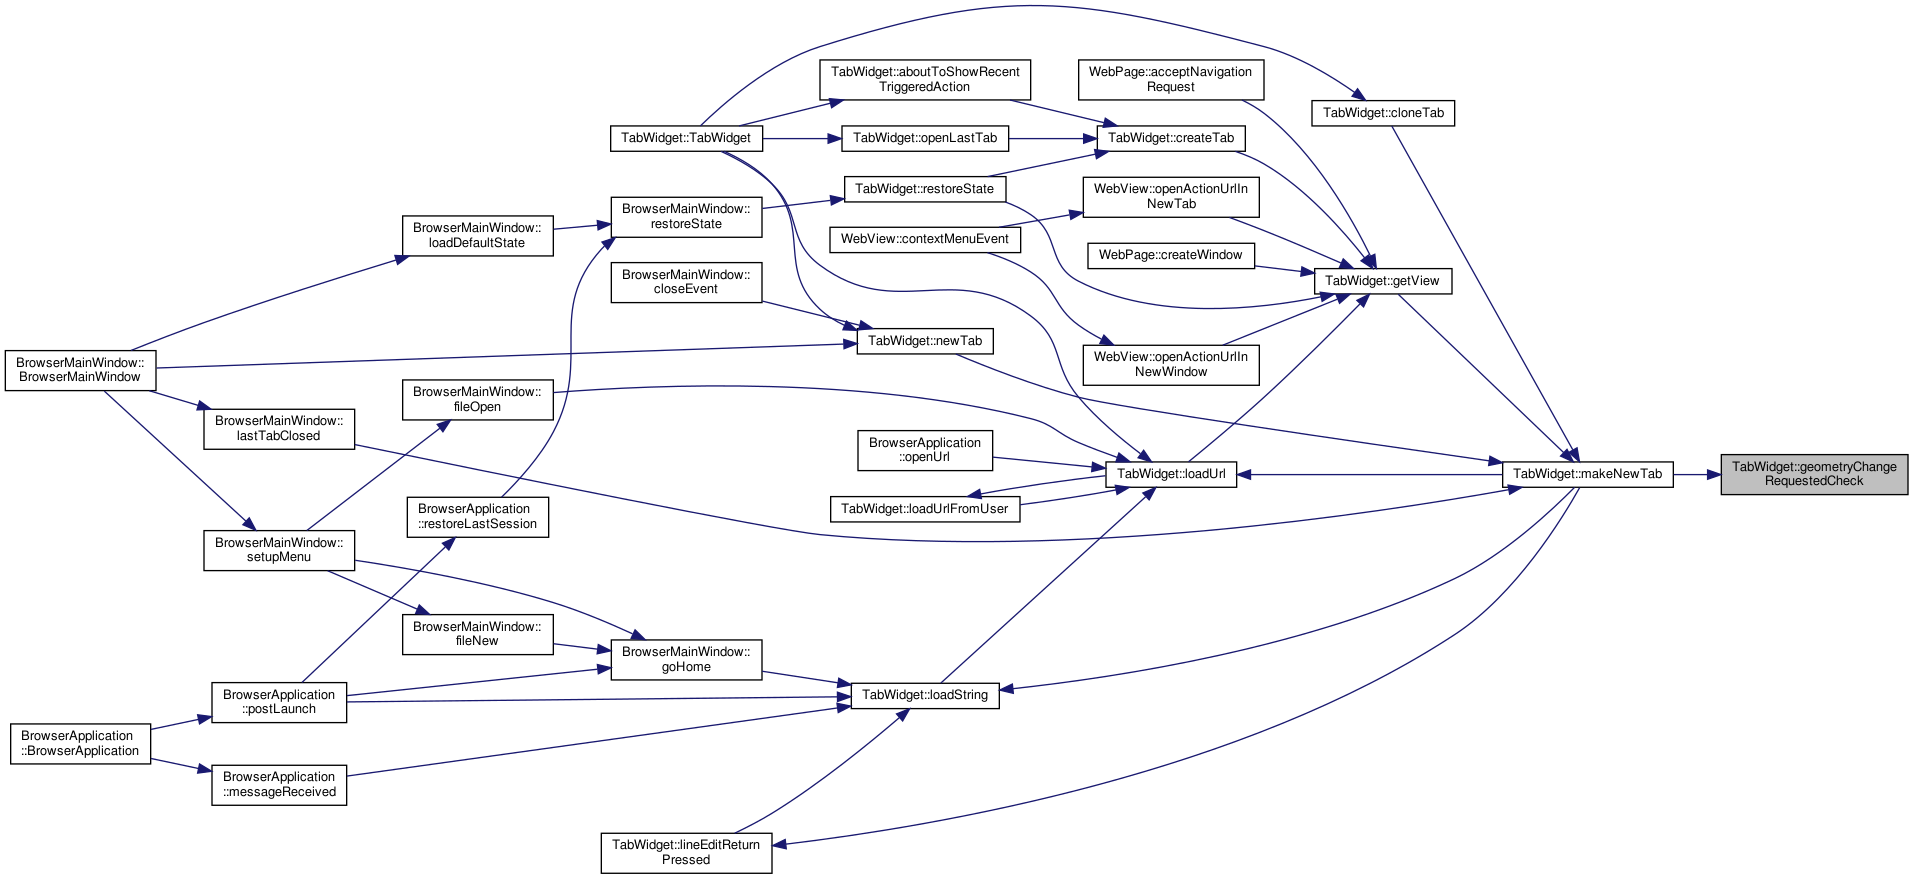 TabWidget::aboutToShowRecent
TriggeredAction
WebPage::acceptNavigation
Request
TabWidget::cloneTab
TabWidget::TabWidget
TabWidget::openLastTab
TabWidget::createTab
TabWidget::restoreState
WebView::openActionUrlIn
NewTab
BrowserMainWindow::
restoreState
BrowserMainWindow::
loadDefaultState
WebView::contextMenuEvent
WebPage::createWindow
BrowserMainWindow::
closeEvent
TabWidget::getView
TabWidget::newTab
WebView::openActionUrlIn
NewWindow
BrowserMainWindow::
BrowserMainWindow
BrowserMainWindow::
fileOpen
BrowserMainWindow::
lastTabClosed
BrowserApplication
::openUrl
TabWidget::loadUrl
TabWidget::makeNewTab
TabWidget::geometryChange
RequestedCheck
TabWidget::loadUrlFromUser
BrowserApplication
::restoreLastSession
BrowserMainWindow::
setupMenu
BrowserMainWindow::
fileNew
BrowserMainWindow::
goHome
BrowserApplication
::postLaunch
TabWidget::loadString
BrowserApplication
::BrowserApplication
BrowserApplication
::messageReceived
TabWidget::lineEditReturn
Pressed